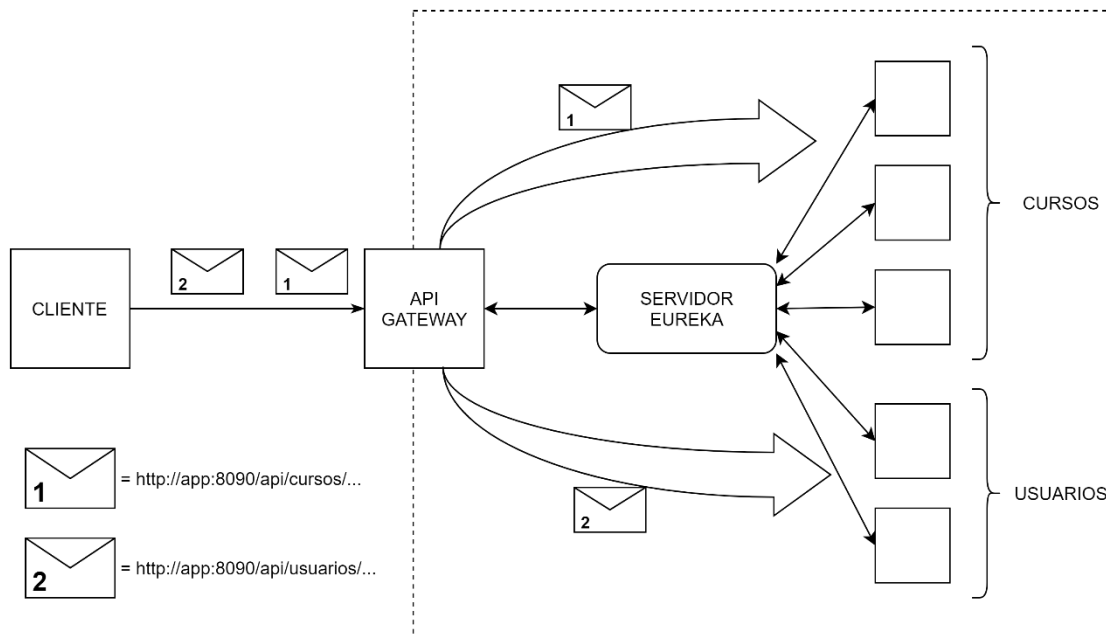 1
CURSOS
2
1
CLIENTE
API
GATEWAY
SERVIDOR
EUREKA
1
= http://app:8090/api/cursos/...
2
USUARIOS
2
= http://app:8090/api/usuarios/...